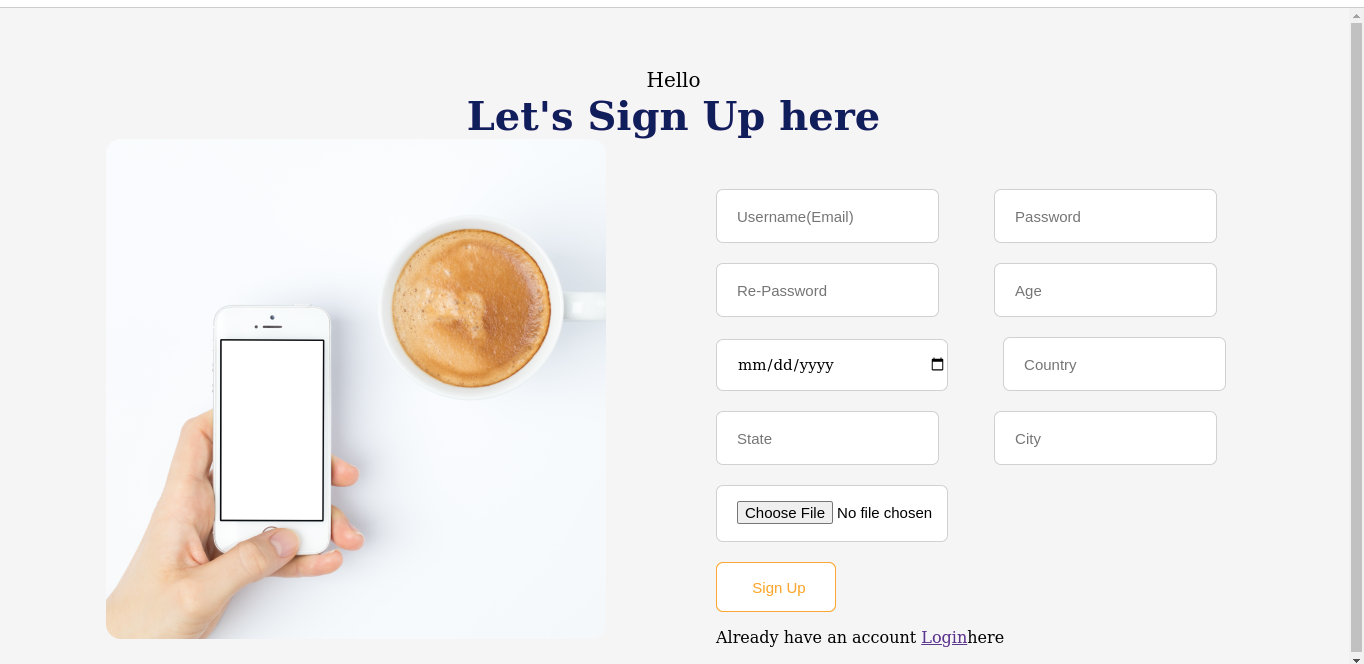 Hello
Let's Sign Up here
Username(Email) Password
Re-Password Age
mm/dd/yyyy Country
State City
Choose File No file chosen
Sign Up
Already have an account Loginhere